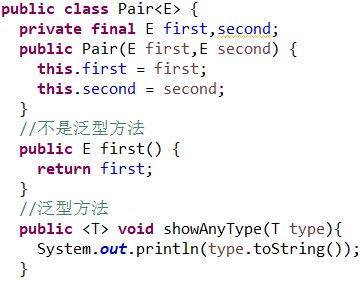 public class Pair<E> {
  private final E first,second;
  public Pair(E first,E second) {
    this.first = first;
    this.second = second;
  }
  //不是泛型方法
  public E first() {
    return first;
  }
  //泛型方法
  public <T> void showAnyType(T type){
    System.out.println(type.toString());
  }